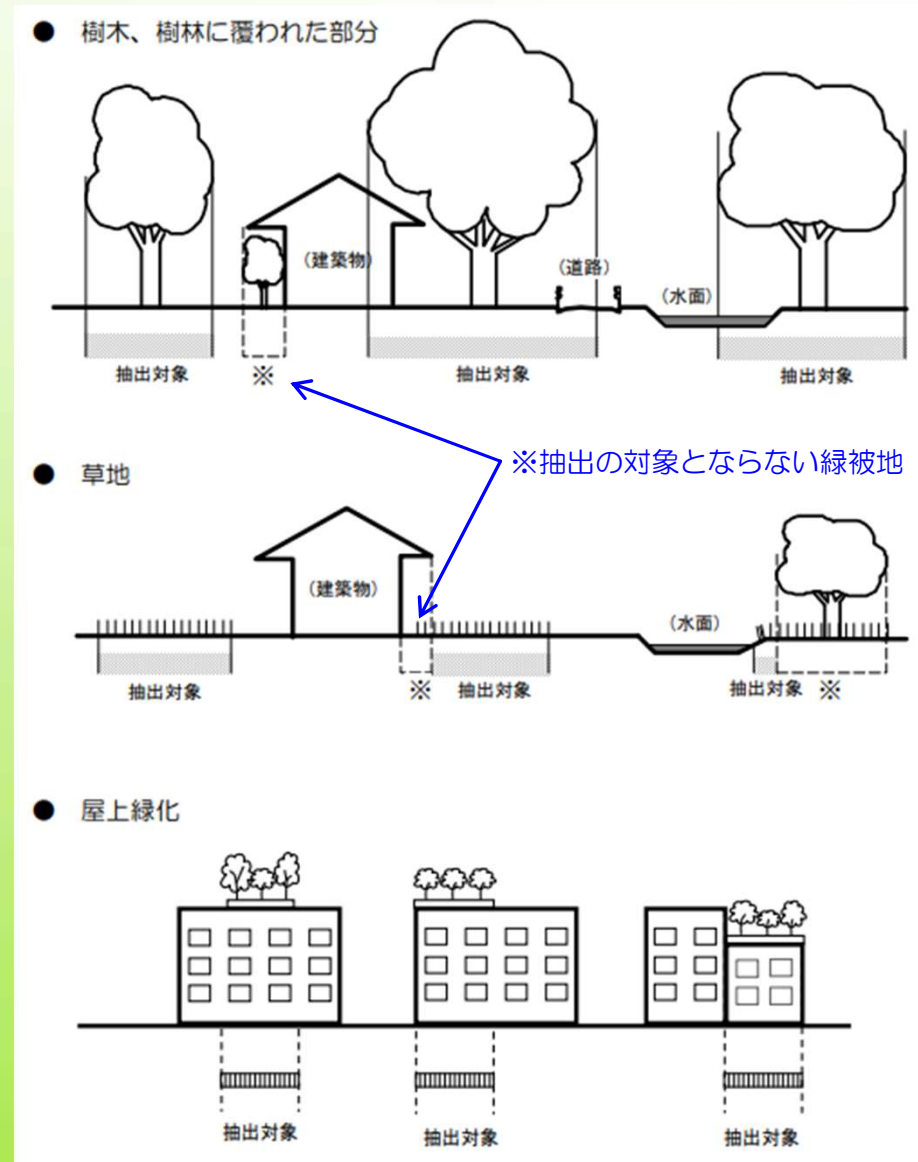 ● 樹木、樹林に覆われた部分
(建築物)
(道路)
(水面)
抽出対象
※
抽出対象
抽出対象
※抽出の対象とならない緑被地
● 草地
(建築物)
(水面)
抽出対象
※
抽出対象
抽出対象
※
● 屋上緑化
抽出対象
抽出対象
抽出対象